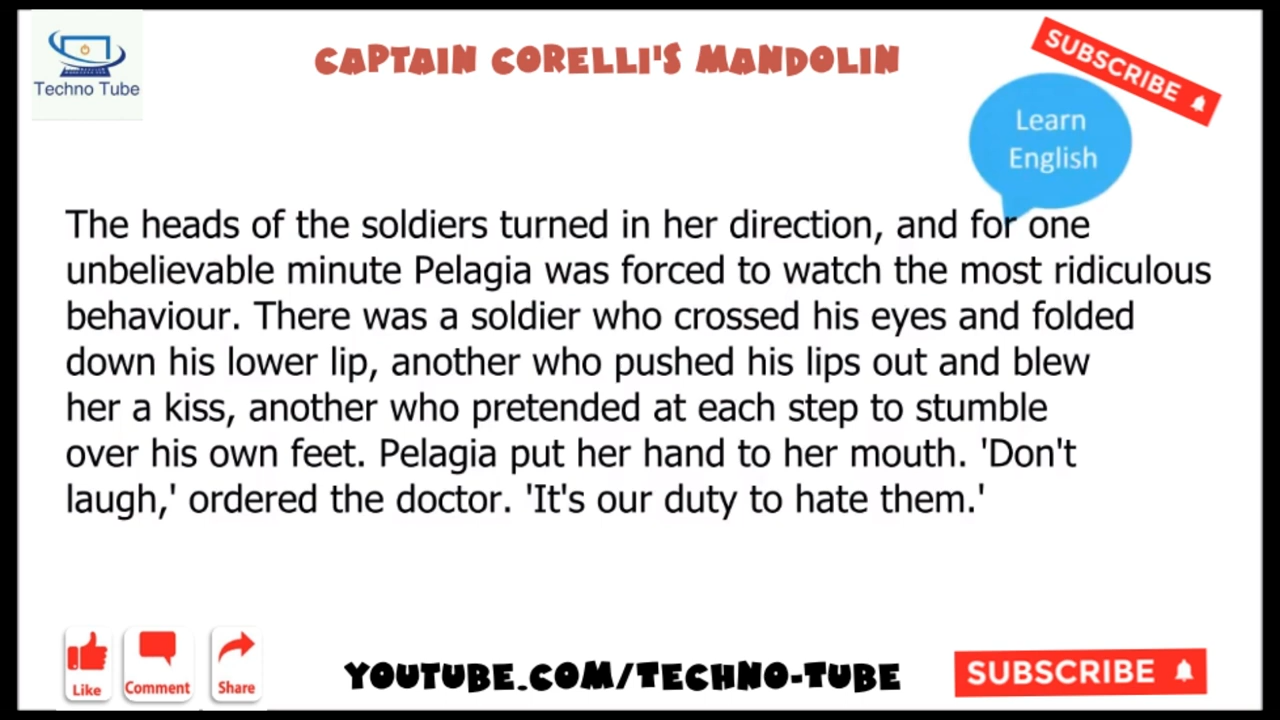 Techno Tube
CAPTAIN CORELLI'S MANDOLIN
SUBSCRIBE
Learn
English
The heads of the soldiers turned in her direction, and for one
unbelievable minute Pelagia was forced to watch the most ridiculous
behaviour. There was a soldier who crossed his eyes and folded
down his lower lip, another who pushed his lips out and blew
her a kiss, another who pretended at each step to stumble
over his own feet. Pelagia put her hand to her mouth. 'Don't
laugh,' ordered the doctor. 'It's our duty to hate them.'
Like
Comment
Share
YOUTUBE.COM/TECHNO-TUBE
SUBSCRIBE